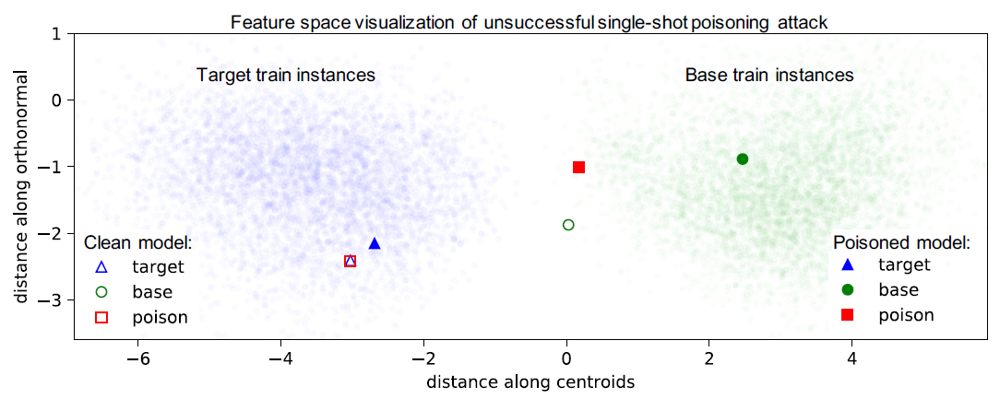 Feature space visualization of unsuccessful single-shot poisoning attack
distance along orthonormal
1
0
−1
−2
−3
Target train instances
Base train instances
Clean model:
target
base
poison
Poisoned model:
target
base
poison
−6
−4
−2
0
2
4
distance along centroids